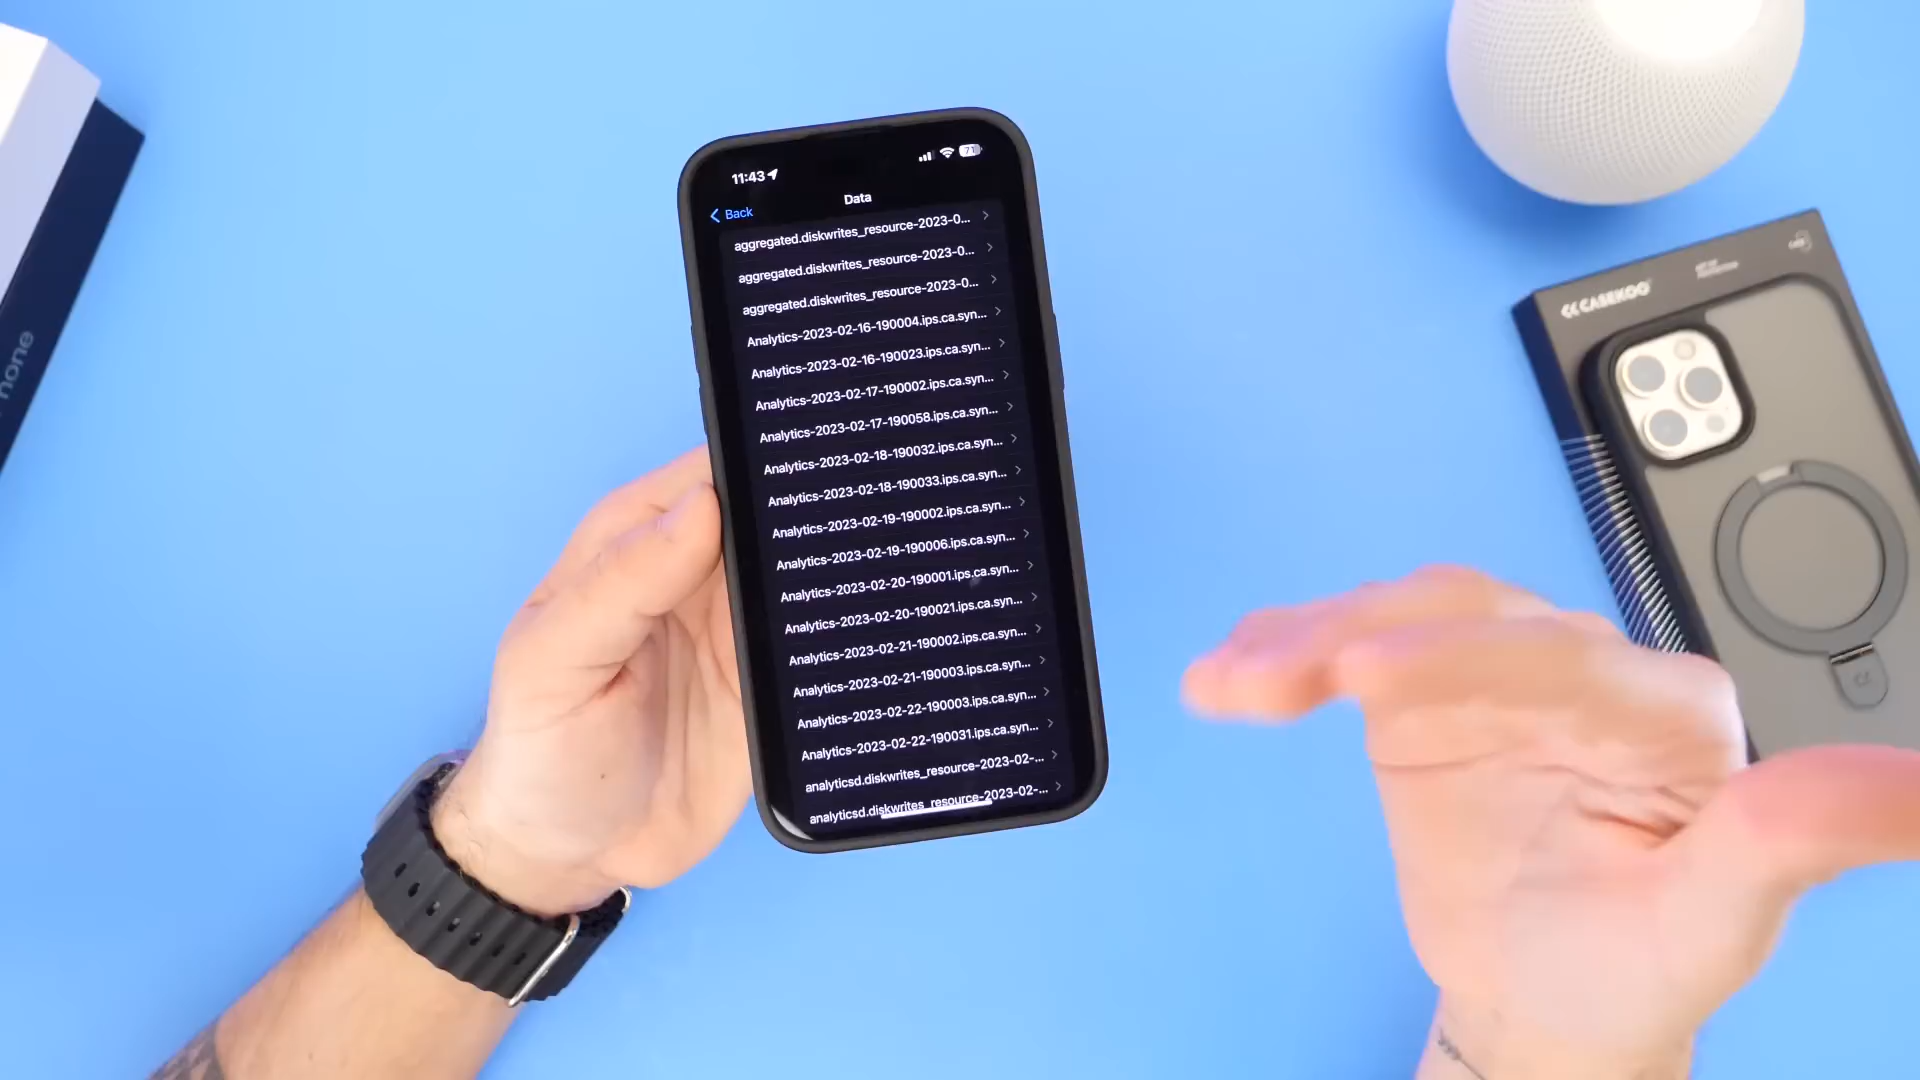 11:43
71
Back
Data
aggregated.diskwrites_resource-2023-0...
aggregated.diskwrites_resource-2023-0...
aggregated.diskwrites_resource-2023-0...
Analytics-2023-02-16-190004.ips.ca.syn...
Analytics-2023-02-16-190023.ips.ca.syn...
Analytics-2023-02-17-190002.ips.ca.syn...
Analytics-2023-02-17-190058.ips.ca.syn...
Analytics-2023-02-18-190032.ips.ca.syn...
Analytics-2023-02-18-190033.ips.ca.syn...
Analytics-2023-02-19-190002.ips.ca.syn...
Analytics-2023-02-19-190006.ips.ca.syn...
Analytics-2023-02-20-190001.ips.ca.syn...
Analytics-2023-02-20-190021.ips.ca.syn...
Analytics-2023-02-21-190002.ips.ca.syn...
Analytics-2023-02-21-190003.ips.ca.syn...
Analytics-2023-02-22-190003.ips.ca.syn...
Analytics-2023-02-22-190031.ips.ca.syn...
analyticsd.diskwrites_resource-2023-02-...
analyticsd.diskwrites_resource-2023-02-...
CASEKOO
hone